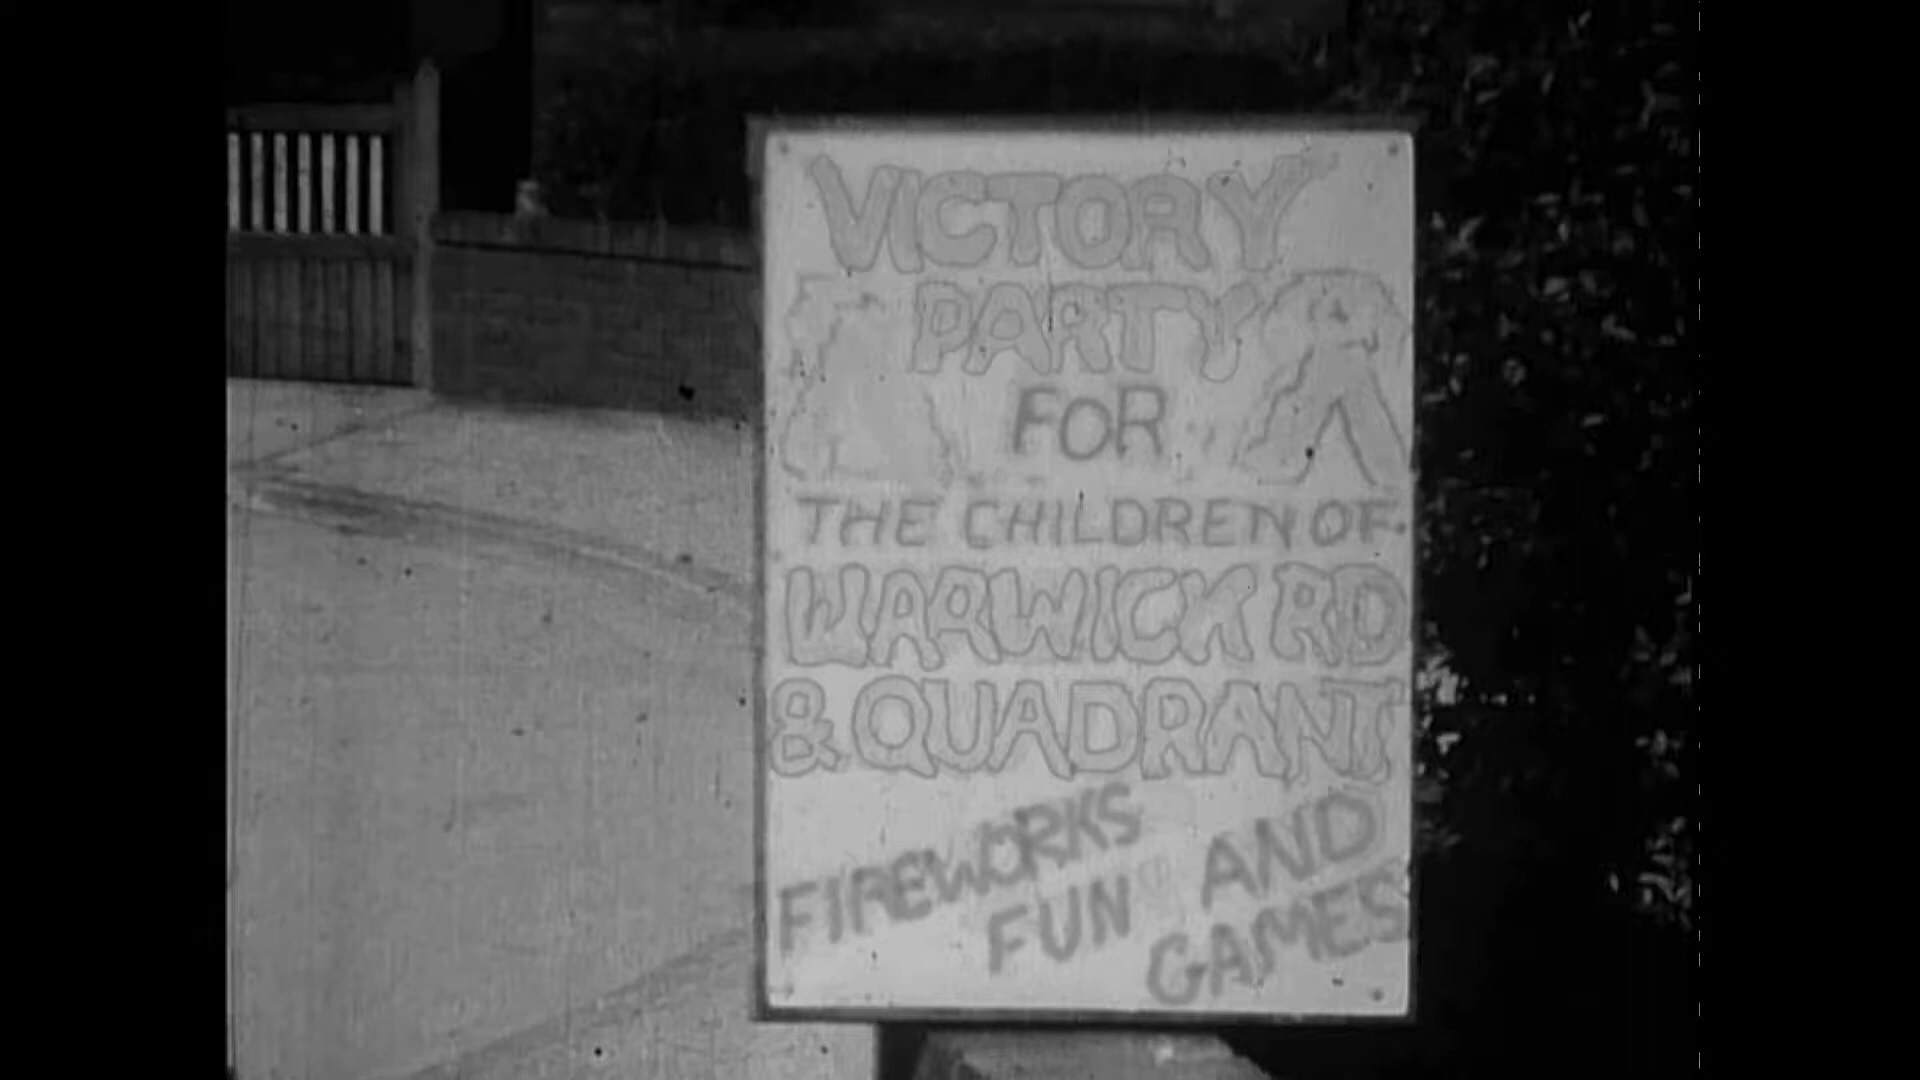 VICTORY
PARTY
FOR
THE CHILDREN OF
WARWICK RD
& QUADRANT
FIREWORKS
FUN AND
GAMES